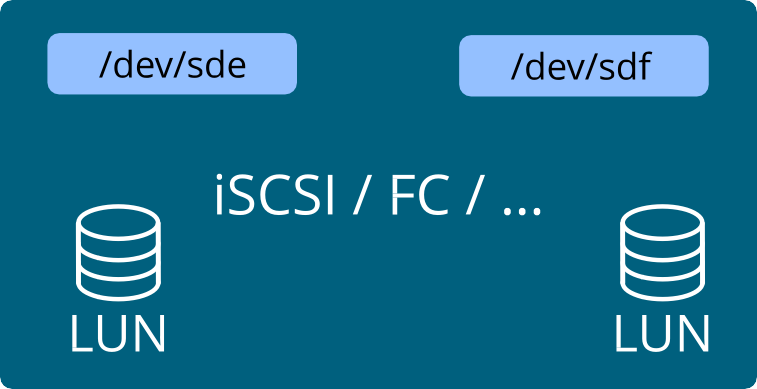 /dev/sde
/dev/sdf
iSCSI / FC / ...
LUN
LUN